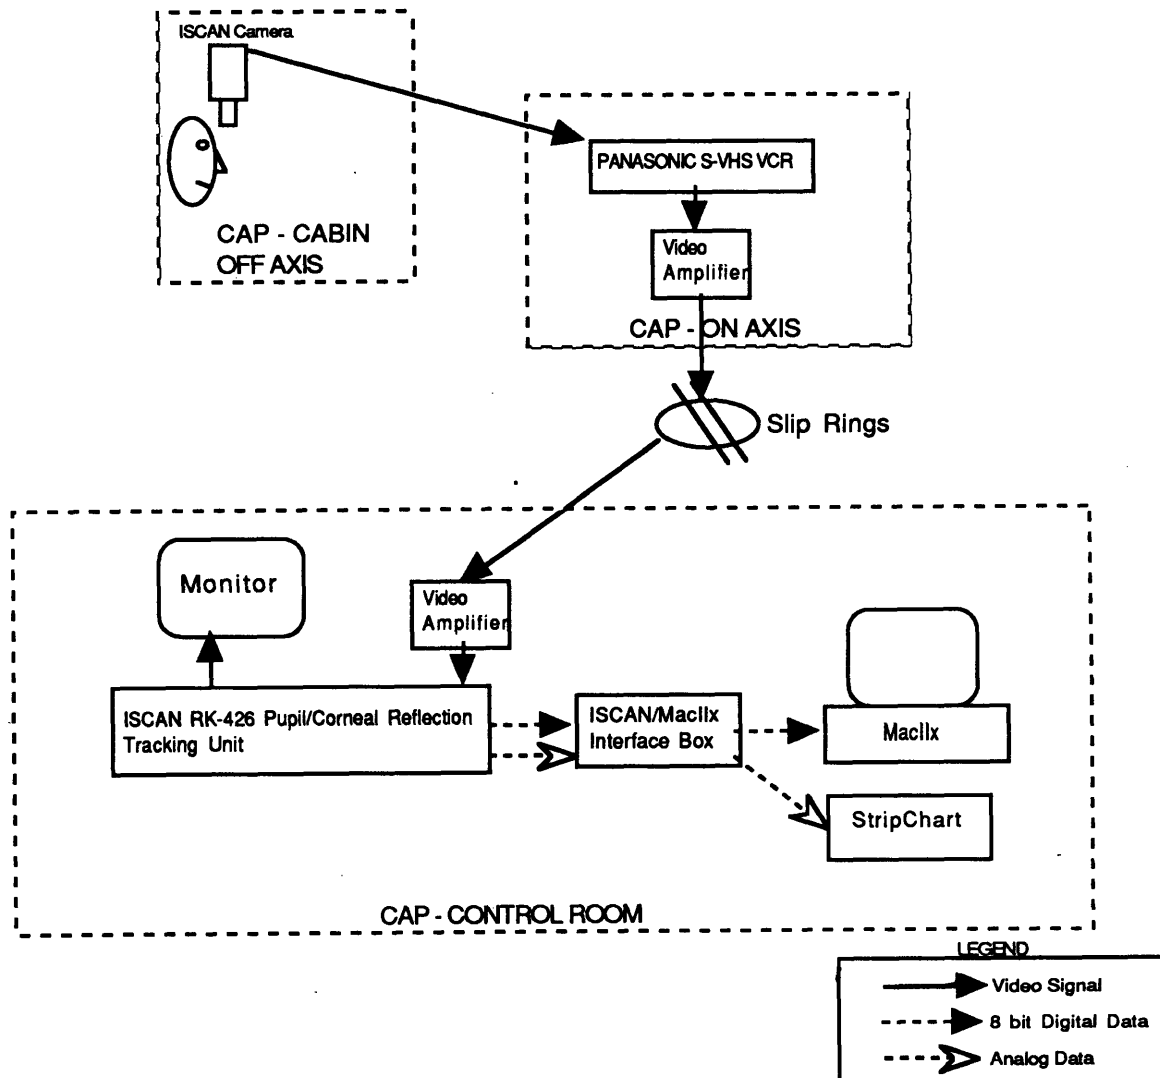 ISCAN Camera
CAP - CABIN
OFF AXIS
PANASONIC S-VHS VCR
Video
Amplifier
CAP - ON AXIS
Slip Rings
Monitor
Video
Amplifier
ISCAN RK-426 Pupil/Corneal Reflection
Tracking Unit
ISCAN/MacIIx
Interface Box
MacIIx
StripChart
CAP - CONTROL ROOM
LEGEND
Video Signal
8 bit Digital Data
Analog Data